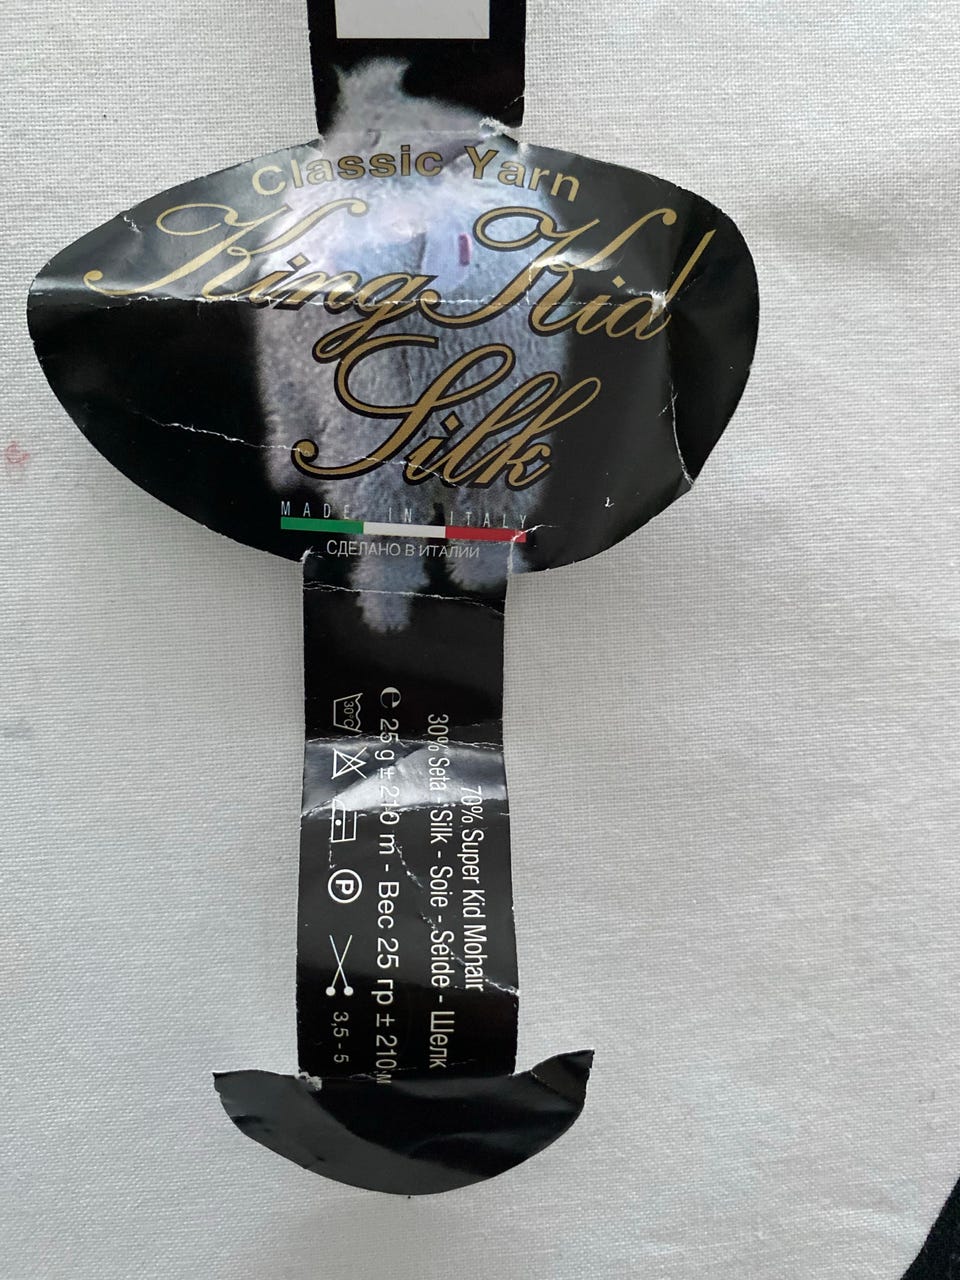 Classic Yarn
King Kid
Silk
MADE IN ITALY
СДЕЛАНО В ИТАЛИИ
70% Super Kid Mohair
30% Seta - Silk - Soie - Seide - Шелк
℮ 25 g ± 210 m - Вес 25 гр ± 210 м
30°C
P
3,5 - 5